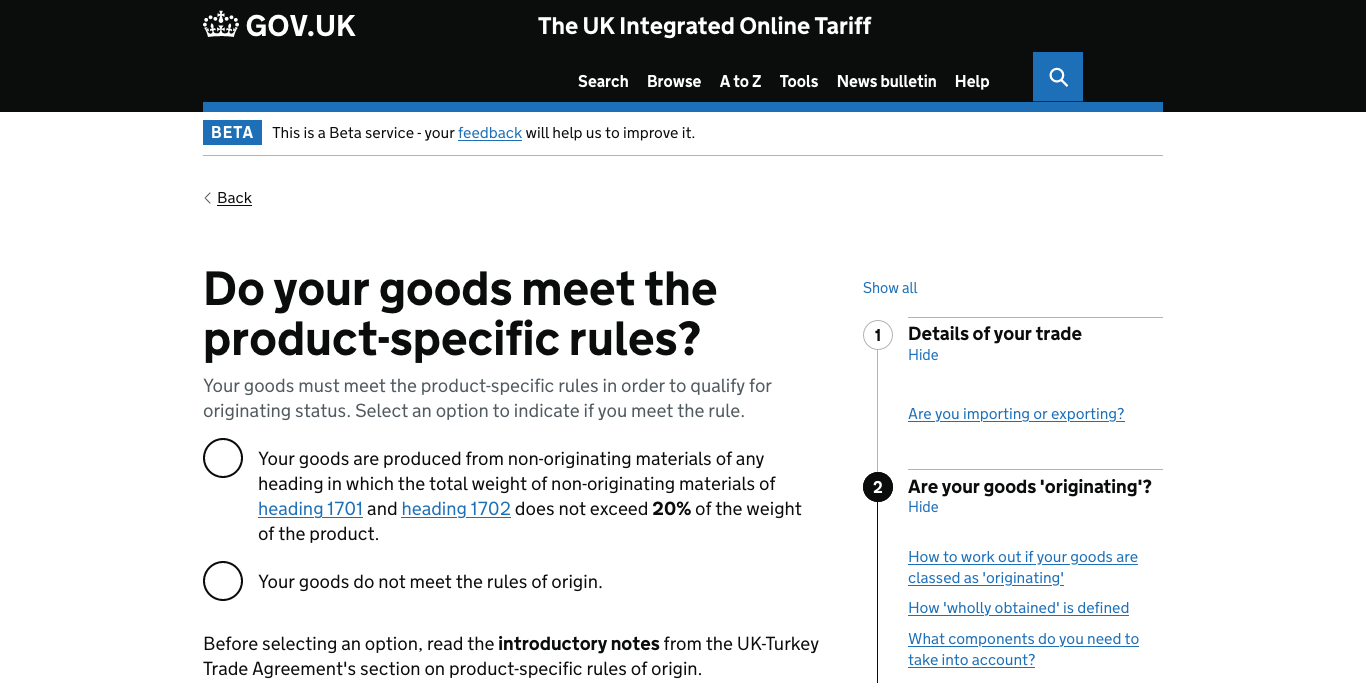 GOV.UK
The UK Integrated Online Tariff
Search Browse A to Z Tools News bulletin Help
BETA This is a Beta service - your feedback will help us to improve it.
Back
Do your goods meet the
product-specific rules?
Your goods must meet the product-specific rules in order to qualify for
originating status. Select an option to indicate if you meet the rule.
Your goods are produced from non-originating materials of any
heading in which the total weight of non-originating materials of
heading 1701 and heading 1702 does not exceed 20% of the weight
of the product.
Your goods do not meet the rules of origin.
Before selecting an option, read the introductory notes from the UK-Turkey
Trade Agreement's section on product-specific rules of origin.
Show all
1 Details of your trade
Hide
Are you importing or exporting?
2 Are your goods 'originating'?
Hide
How to work out if your goods are
classed as 'originating'
How 'wholly obtained' is defined
What components do you need to
take into account?